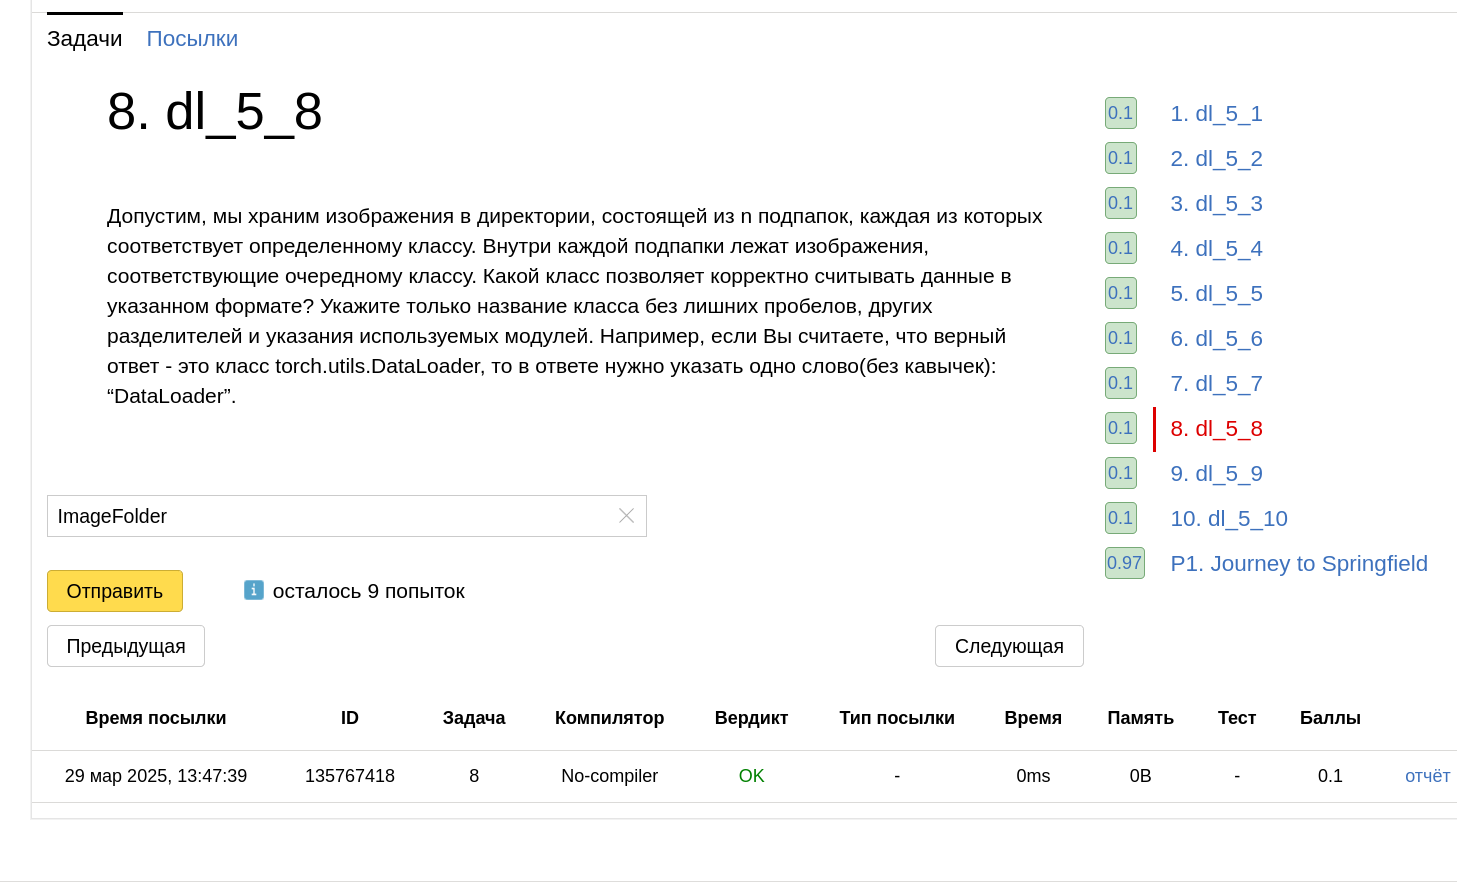 Задачи Посылки
8. dl_5_8
Допустим, мы храним изображения в директории, состоящей из n подпапок, каждая из которых
соответствует определенному классу. Внутри каждой подпапки лежат изображения,
соответствующие очередному классу. Какой класс позволяет корректно считывать данные в
указанном формате? Укажите только название класса без лишних пробелов, других
разделителей и указания используемых модулей. Например, если Вы считаете, что верный
ответ - это класс torch.utils.DataLoader, то в ответе нужно указать одно слово(без кавычек):
“DataLoader”.
ImageFolder
Отправить осталось 9 попыток
Предыдущая Следующая
0.1 1. dl_5_1
0.1 2. dl_5_2
0.1 3. dl_5_3
0.1 4. dl_5_4
0.1 5. dl_5_5
0.1 6. dl_5_6
0.1 7. dl_5_7
0.1 8. dl_5_8
0.1 9. dl_5_9
0.1 10. dl_5_10
0.97 P1. Journey to Springfield
Время посылки ID Задача Компилятор Вердикт Тип посылки Время Память Тест Баллы
29 мар 2025, 13:47:39 135767418 8 No-compiler OK - 0ms 0B - 0.1 отчёт